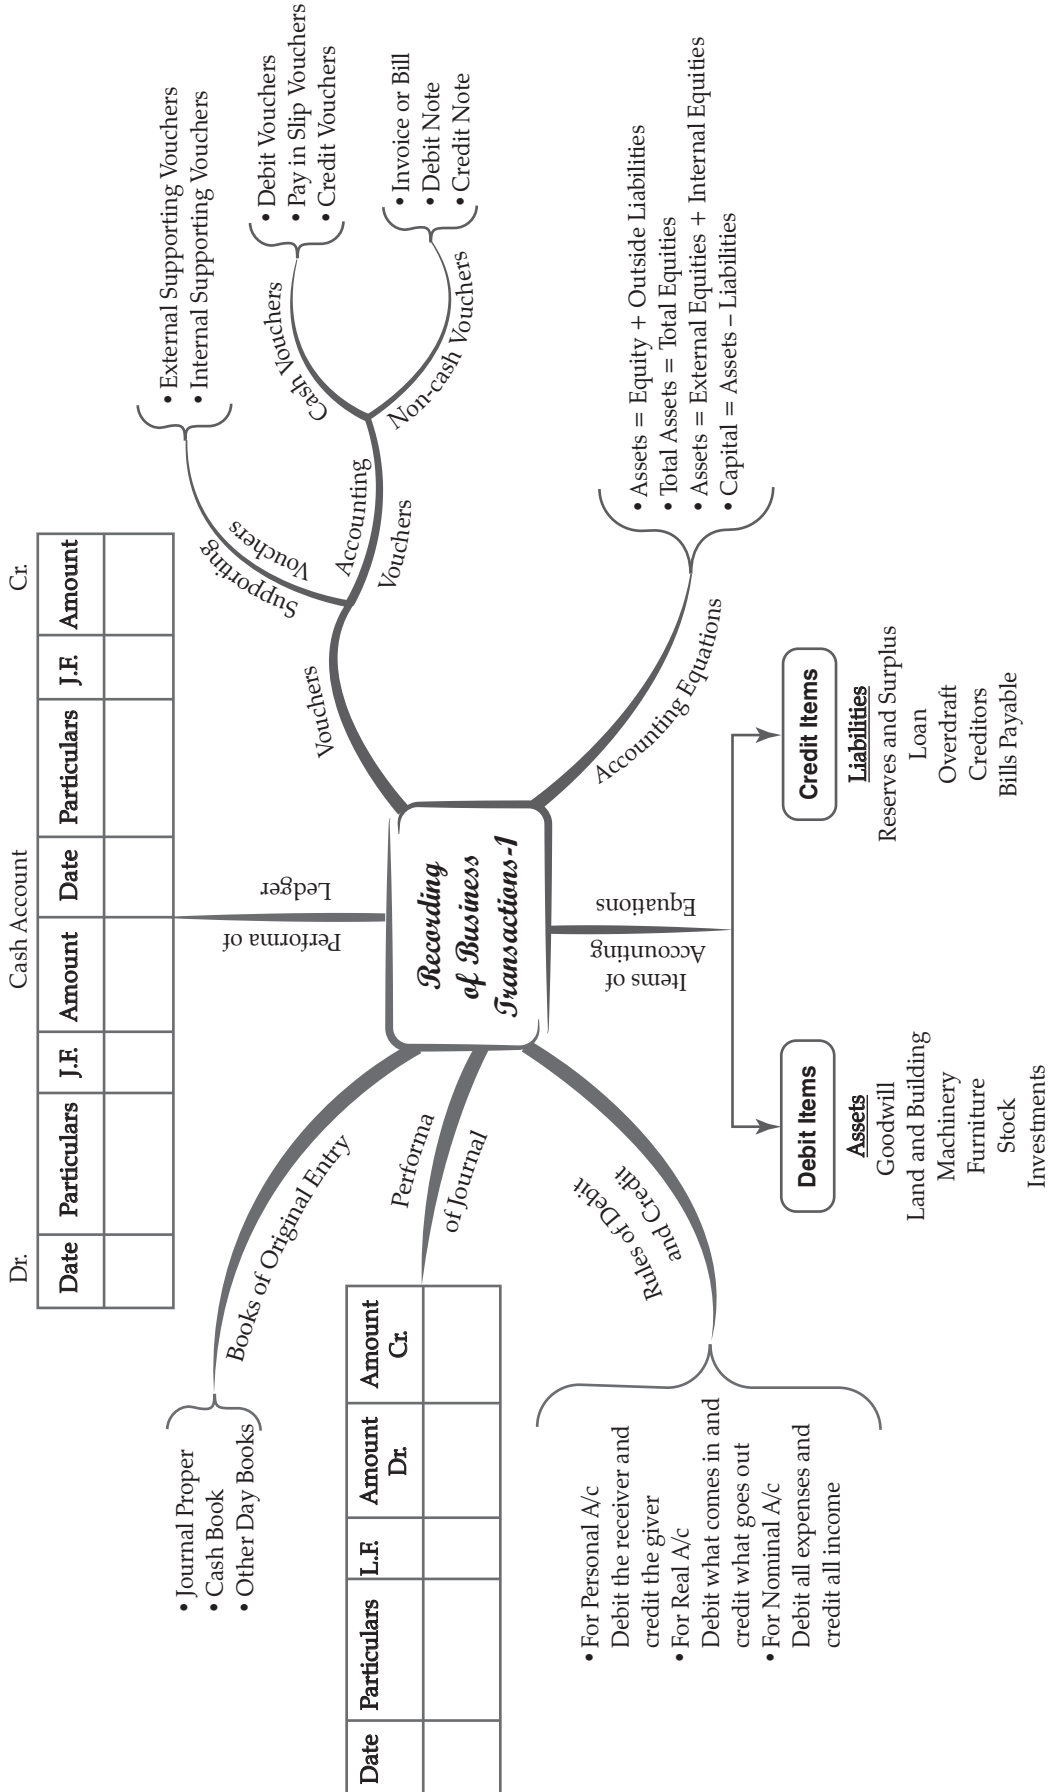 Dr. Cash Account Cr.
Date Particulars J.F. Amount Date Particulars J.F. Amount
Performa of
Ledger
Recording
of Business
Transactions-1
Books of Original Entry
• Journal Proper
• Cash Book
• Other Day Books
Performa
of Journal
Date Particulars L.F. Amount Dr. Amount Cr.
Rules of Debit
and Credit
• For Personal A/c
Debit the receiver and
credit the giver
• For Real A/c
Debit what comes in and
credit what goes out
• For Nominal A/c
Debit all expenses and
credit all income
Vouchers
Supporting
Vouchers
• External Supporting Vouchers
• Internal Supporting Vouchers
Accounting
Vouchers
Cash Vouchers
• Debit Vouchers
• Pay in Slip Vouchers
• Credit Vouchers
Non-cash Vouchers
• Invoice or Bill
• Debit Note
• Credit Note
Accounting Equations
• Assets = Equity + Outside Liabilities
• Total Assets = Total Equities
• Assets = External Equities + Internal Equities
• Capital = Assets – Liabilities
Items of
Accounting
Equations
Debit Items
Assets
Goodwill
Land and Building
Machinery
Furniture
Stock
Investments
Credit Items
Liabilities
Reserves and Surplus
Loan
Overdraft
Creditors
Bills Payable